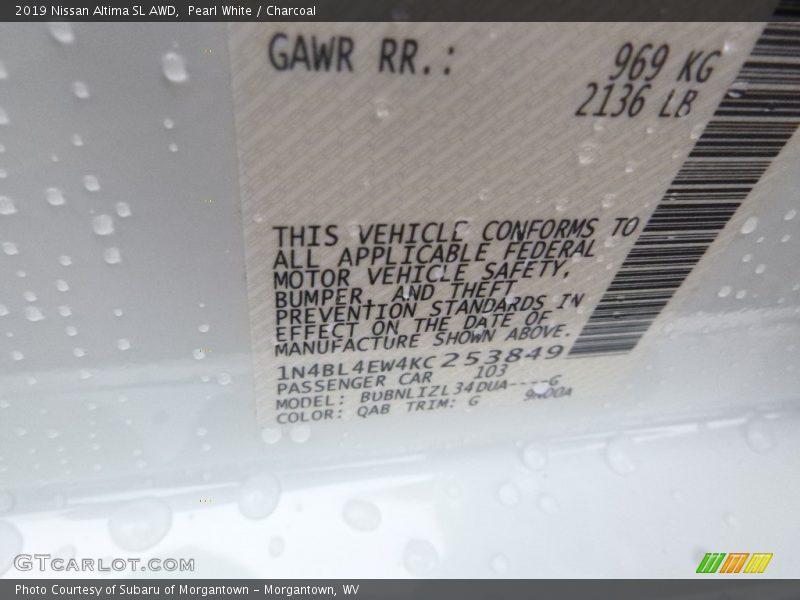 2019 Nissan Altima SL AWD, Pearl White / Charcoal
GAWR RR.: 969 KG
2136 LB
THIS VEHICLE CONFORMS TO
ALL APPLICABLE FEDERAL
MOTOR VEHICLE SAFETY,
BUMPER, AND THEFT
PREVENTION STANDARDS IN
EFFECT ON THE DATE OF
MANUFACTURE SHOWN ABOVE.
1N4BL4EW4KC253849
PASSENGER CAR 103
MODEL:
COLOR: QAB TRIM: G
GTCARLOT.COM
Photo Courtesy of Subaru of Morgantown – Morgantown, WV